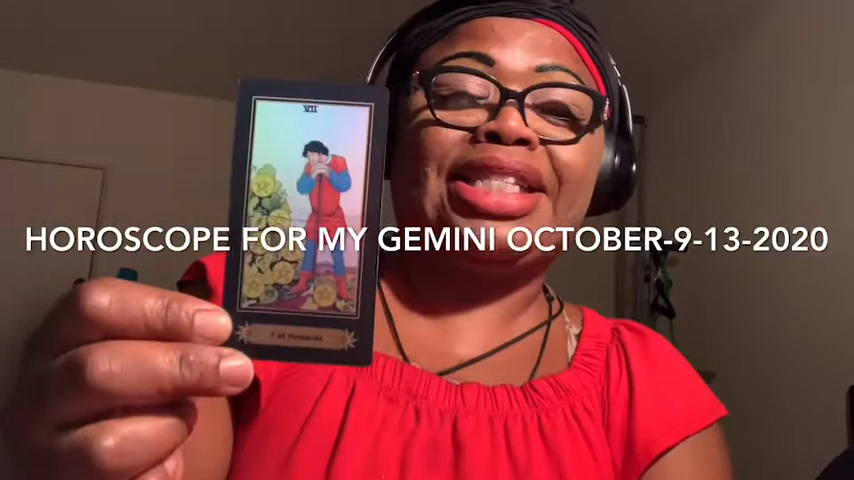 VII
HOROSCOPE FOR MY GEMINI OCTOBER-9-13-2020
7 of Pentacles